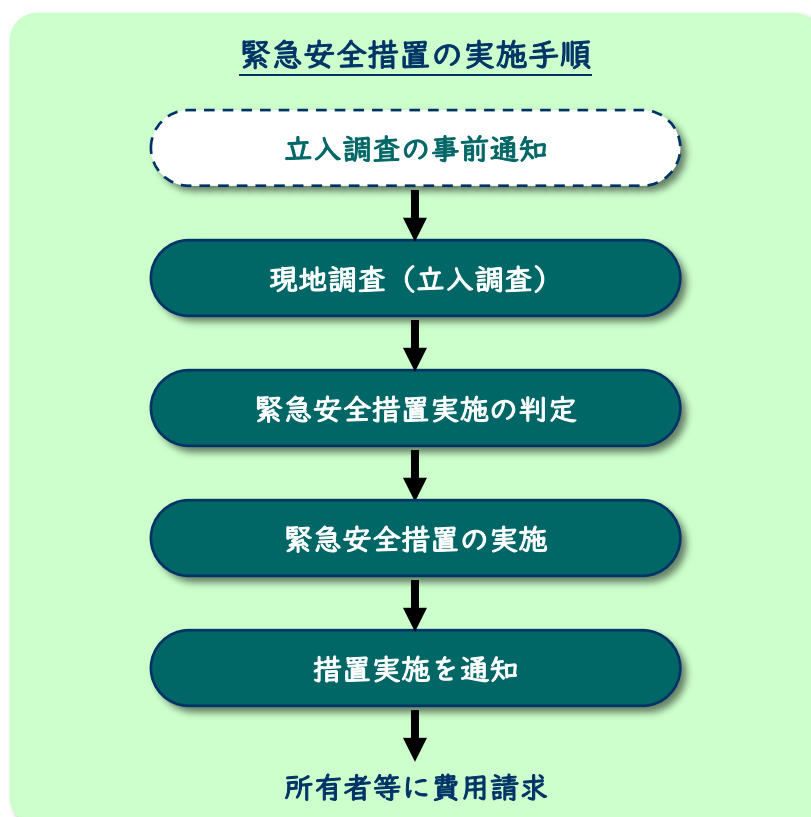 緊急安全措置の実施手順
立入調査の事前通知
現地調査（立入調査）
緊急安全措置実施の判定
緊急安全措置の実施
措置実施を通知
所有者等に費用請求